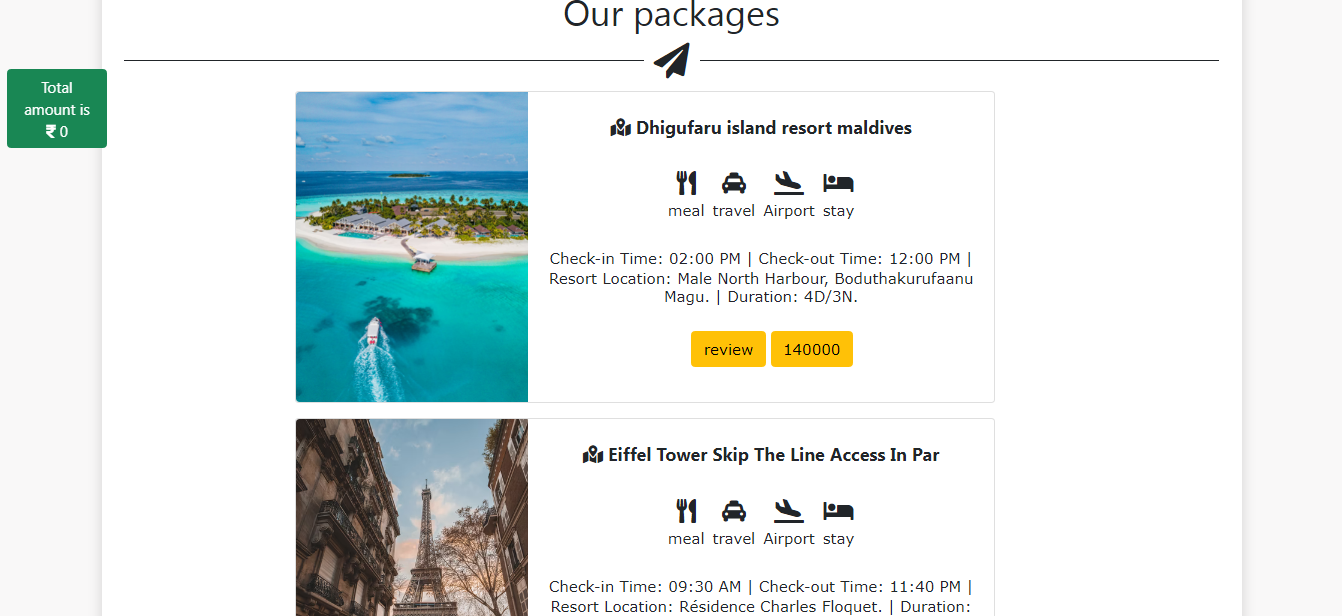 Our packages
Total
amount is
₹ 0
Dhigufaru island resort maldives
meal travel Airport stay
Check-in Time: 02:00 PM | Check-out Time: 12:00 PM |
Resort Location: Male North Harbour, Boduthakurufaanu
Magu. | Duration: 4D/3N.
review 140000
Eiffel Tower Skip The Line Access In Par
meal travel Airport stay
Check-in Time: 09:30 AM | Check-out Time: 11:40 PM |
Resort Location: Résidence Charles Floquet. | Duration: